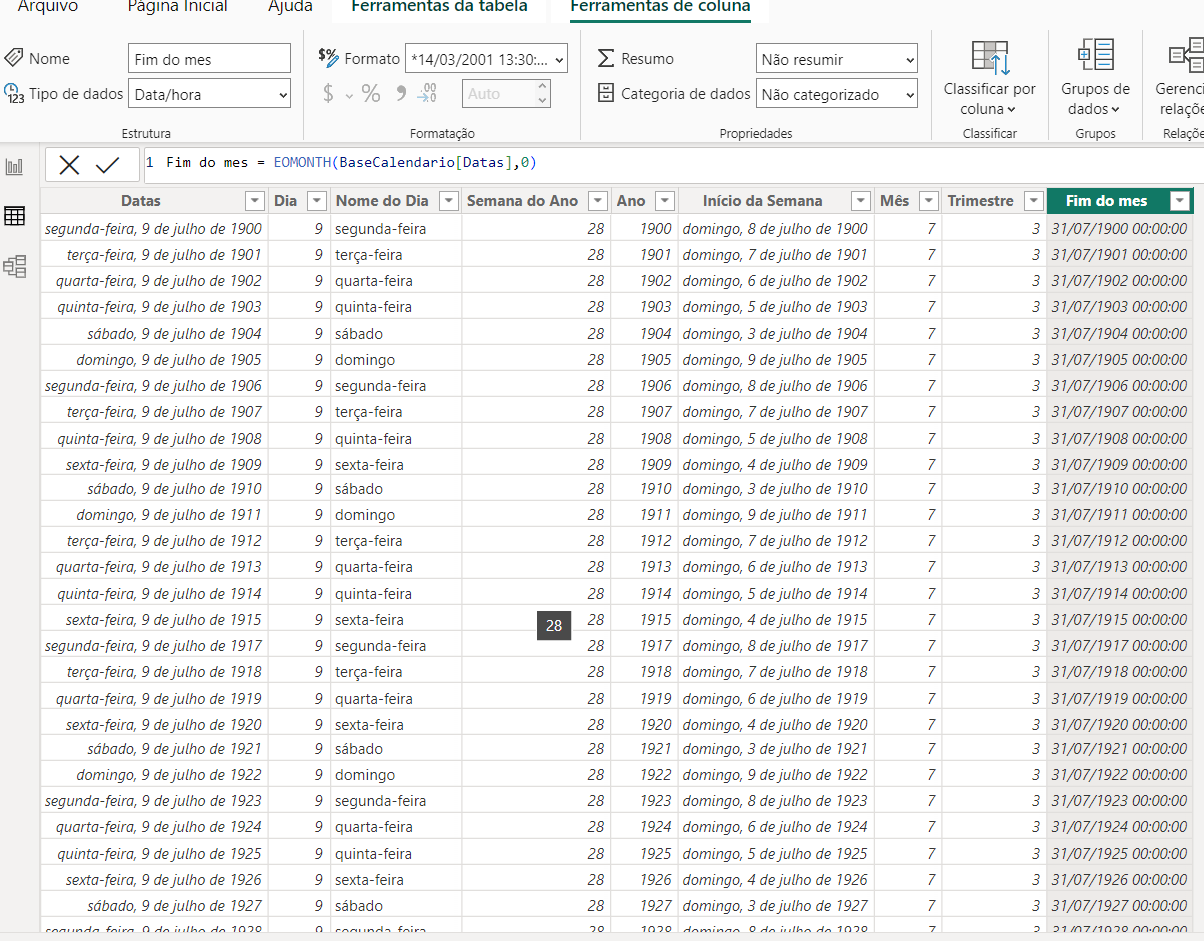 Arquivo Página Inicial Ajuda Ferramentas da tabela Ferramentas de coluna
Nome Fim do mes Formato *14/03/2001 13:30:... Resumo Não resumir
Tipo de dados Data/hora $ % 9 Auto Categoria de dados Não categorizado
Classificar por coluna
Grupos de dados
Gerenci
relaçõe
Estrutura Formatação Propriedades Classificar Grupos Relaçõe
1 Fim do mes = EOMONTH(BaseCalendario[Datas],0)
Datas Dia Nome do Dia Semana do Ano Ano Início da Semana Mês Trimestre Fim do mes
segunda-feira, 9 de julho de 1900 9 segunda-feira 28 1900 domingo, 8 de julho de 1900 7 3 31/07/1900 00:00:00
terça-feira, 9 de julho de 1901 9 terça-feira 28 1901 domingo, 7 de julho de 1901 7 3 31/07/1901 00:00:00
quarta-feira, 9 de julho de 1902 9 quarta-feira 28 1902 domingo, 6 de julho de 1902 7 3 31/07/1902 00:00:00
quinta-feira, 9 de julho de 1903 9 quinta-feira 28 1903 domingo, 5 de julho de 1903 7 3 31/07/1903 00:00:00
sábado, 9 de julho de 1904 9 sábado 28 1904 domingo, 3 de julho de 1904 7 3 31/07/1904 00:00:00
domingo, 9 de julho de 1905 9 domingo 28 1905 domingo, 9 de julho de 1905 7 3 31/07/1905 00:00:00
segunda-feira, 9 de julho de 1906 9 segunda-feira 28 1906 domingo, 8 de julho de 1906 7 3 31/07/1906 00:00:00
terça-feira, 9 de julho de 1907 9 terça-feira 28 1907 domingo, 7 de julho de 1907 7 3 31/07/1907 00:00:00
quinta-feira, 9 de julho de 1908 9 quinta-feira 28 1908 domingo, 5 de julho de 1908 7 3 31/07/1908 00:00:00
sexta-feira, 9 de julho de 1909 9 sexta-feira 28 1909 domingo, 4 de julho de 1909 7 3 31/07/1909 00:00:00
sábado, 9 de julho de 1910 9 sábado 28 1910 domingo, 3 de julho de 1910 7 3 31/07/1910 00:00:00
domingo, 9 de julho de 1911 9 domingo 28 1911 domingo, 9 de julho de 1911 7 3 31/07/1911 00:00:00
terça-feira, 9 de julho de 1912 9 terça-feira 28 1912 domingo, 7 de julho de 1912 7 3 31/07/1912 00:00:00
quarta-feira, 9 de julho de 1913 9 quarta-feira 28 1913 domingo, 6 de julho de 1913 7 3 31/07/1913 00:00:00
quinta-feira, 9 de julho de 1914 9 quinta-feira 28 1914 domingo, 5 de julho de 1914 7 3 31/07/1914 00:00:00
sexta-feira, 9 de julho de 1915 9 sexta-feira 28 28 1915 domingo, 4 de julho de 1915 7 3 31/07/1915 00:00:00
segunda-feira, 9 de julho de 1917 9 segunda-feira 28 1917 domingo, 8 de julho de 1917 7 3 31/07/1917 00:00:00
terça-feira, 9 de julho de 1918 9 terça-feira 28 1918 domingo, 7 de julho de 1918 7 3 31/07/1918 00:00:00
quarta-feira, 9 de julho de 1919 9 quarta-feira 28 1919 domingo, 6 de julho de 1919 7 3 31/07/1919 00:00:00
sexta-feira, 9 de julho de 1920 9 sexta-feira 28 1920 domingo, 4 de julho de 1920 7 3 31/07/1920 00:00:00
sábado, 9 de julho de 1921 9 sábado 28 1921 domingo, 3 de julho de 1921 7 3 31/07/1921 00:00:00
domingo, 9 de julho de 1922 9 domingo 28 1922 domingo, 9 de julho de 1922 7 3 31/07/1922 00:00:00
segunda-feira, 9 de julho de 1923 9 segunda-feira 28 1923 domingo, 8 de julho de 1923 7 3 31/07/1923 00:00:00
quarta-feira, 9 de julho de 1924 9 quarta-feira 28 1924 domingo, 6 de julho de 1924 7 3 31/07/1924 00:00:00
quinta-feira, 9 de julho de 1925 9 quinta-feira 28 1925 domingo, 5 de julho de 1925 7 3 31/07/1925 00:00:00
sexta-feira, 9 de julho de 1926 9 sexta-feira 28 1926 domingo, 4 de julho de 1926 7 3 31/07/1926 00:00:00
sábado, 9 de julho de 1927 9 sábado 28 1927 domingo, 3 de julho de 1927 7 3 31/07/1927 00:00:00
segunda-feira, 9 de julho de 1928 9 segunda-feira 28 1928 domingo, 8 de julho de 1928 7 3 31/07/1928 00:00:00